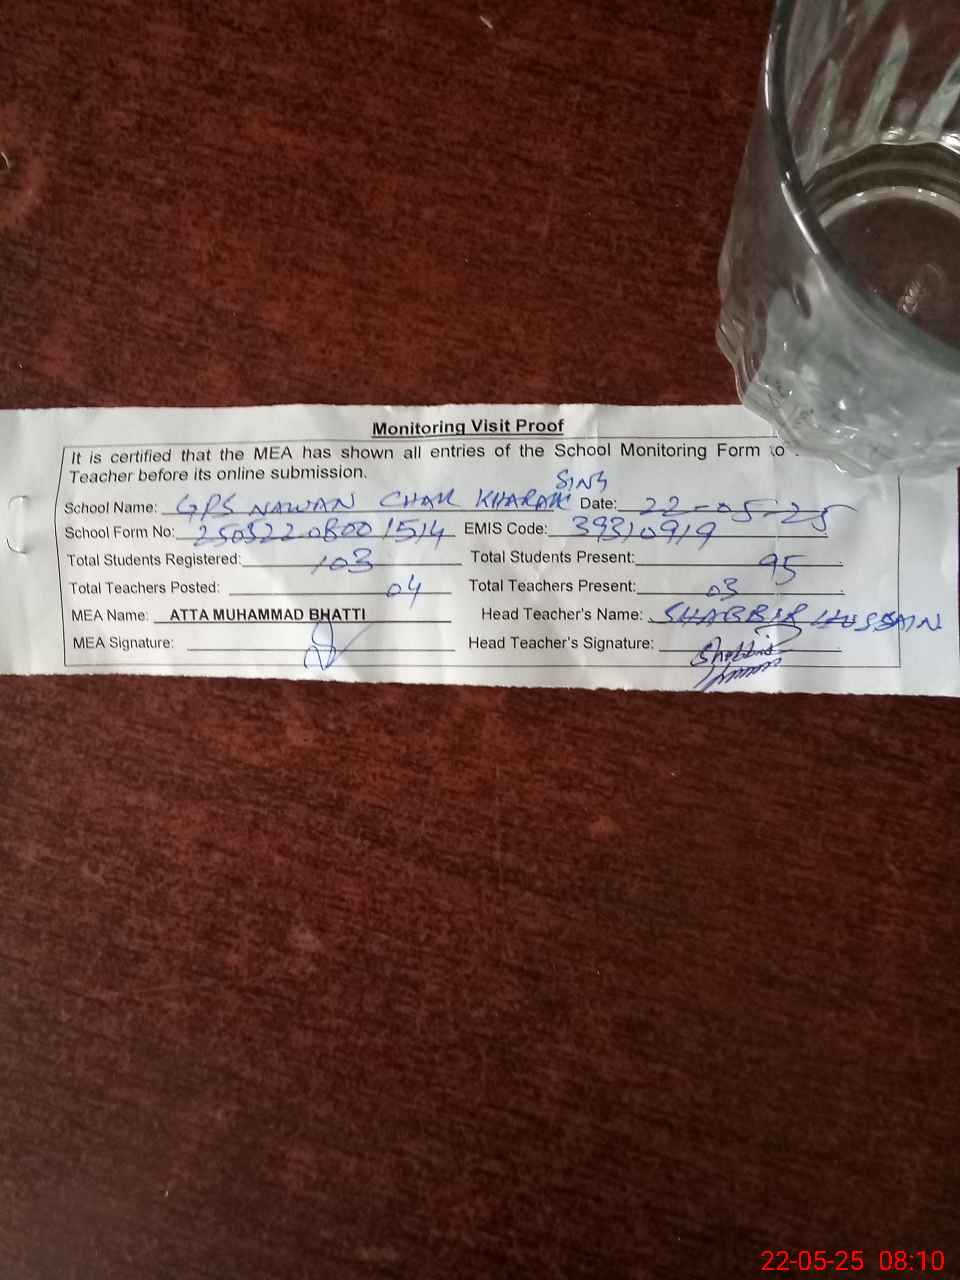 Monitoring Visit Proof
It is certified that the MEA has shown all entries of the School Monitoring Form to
Teacher before its online submission.
School Name: GPS NAWAN CHAK KHARAK SING Date: 22-05-25
School Form No: 2505220800 1514 EMIS Code: 39310919
Total Students Registered: 103 Total Students Present: 95
Total Teachers Posted: 04 Total Teachers Present: 03
MEA Name: ATTA MUHAMMAD BHATTI Head Teacher's Name: SHABBIR HUSSAIN
MEA Signature: Head Teacher's Signature: Shabbir
22-05-25 08:10